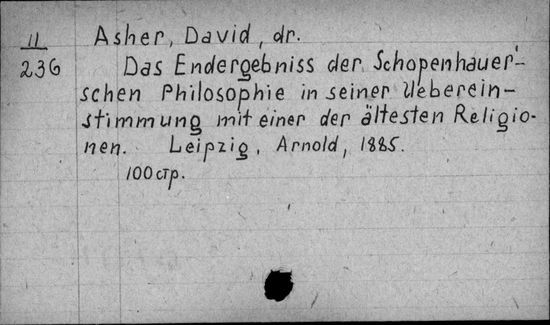 II Asher, David, dr.
236 Das Endergebniss der Schopenhauer'-
schen Philosophie in seiner Ueberein-
stimmung mit einer der ältesten Religio-
nen. Leipzig, Arnold, 1885.
100 стр.